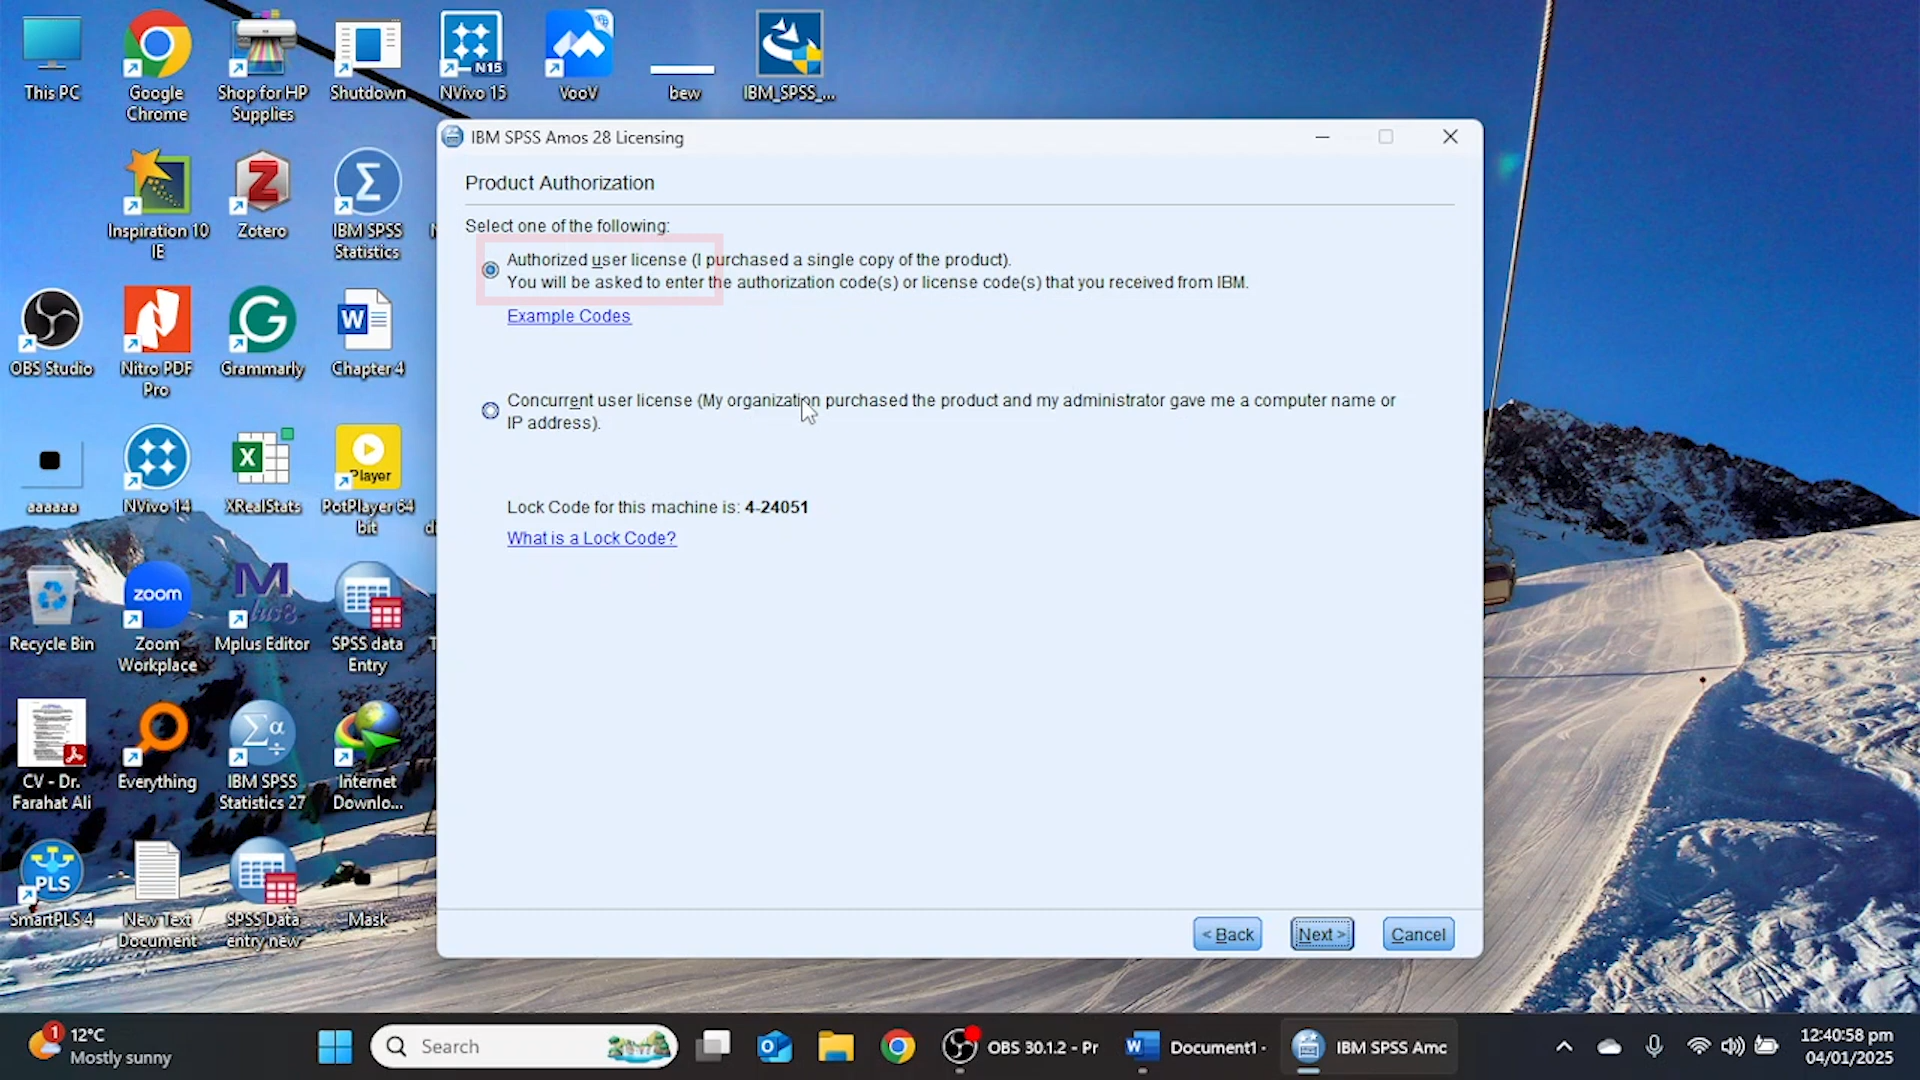 This PC
Google
Chrome
Shop for HP
Supplies
Shutdown
N15
NVivo 15
VooV
bew
IBM_SPSS_...
Inspiration 10
IE
Z
Zotero
Σ
IBM SPSS
Statistics
OBS Studio
Nitro PDF
Pro
G
Grammarly
W
Chapter 4
aaaaaa
NVivo 14
X
XRealStats
Player
PotPlayer 64
bit
Recycle Bin
zoom
Zoom
Workplace
Mplus8
Mplus Editor
SPSS data
Entry
CV - Dr.
Farahat Ali
Everything
Σα÷
IBM SPSS
Statistics 27
Internet
Downlo...
PLS
SmartPLS 4
New Text
Document
SPSS Data
entry new
Mask
IBM SPSS Amos 28 Licensing
Product Authorization
Select one of the following:
Authorized user license (I purchased a single copy of the product).
You will be asked to enter the authorization code(s) or license code(s) that you received from IBM.
Example Codes
Concurrent user license (My organization purchased the product and my administrator gave me a computer name or
IP address).
Lock Code for this machine is: 4-24051
What is a Lock Code?
< Back
Next >
Cancel
1
12°C
Mostly sunny
Search
OBS 30.1.2 - Pr
Document1 -
IBM SPSS Amc
12:40:58 pm
04/01/2025